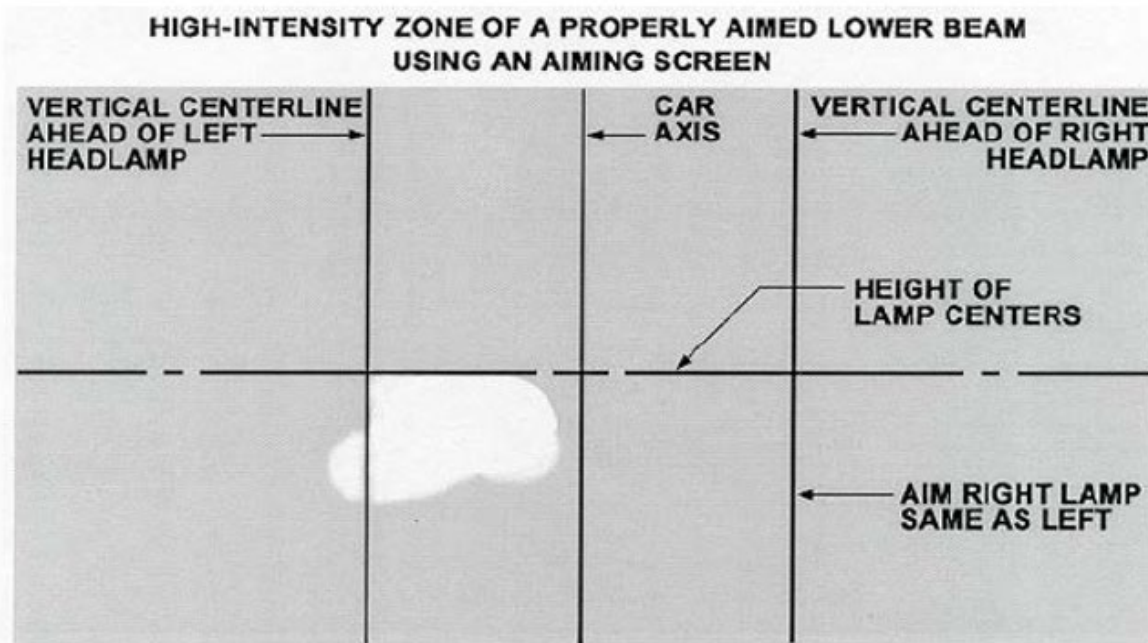 HIGH-INTENSITY ZONE OF A PROPERLY AIMED LOWER BEAM
USING AN AIMING SCREEN
VERTICAL CENTERLINE
AHEAD OF LEFT
HEADLAMP
CAR
AXIS
VERTICAL CENTERLINE
AHEAD OF RIGHT
HEADLAMP
HEIGHT OF
LAMP CENTERS
AIM RIGHT LAMP
SAME AS LEFT